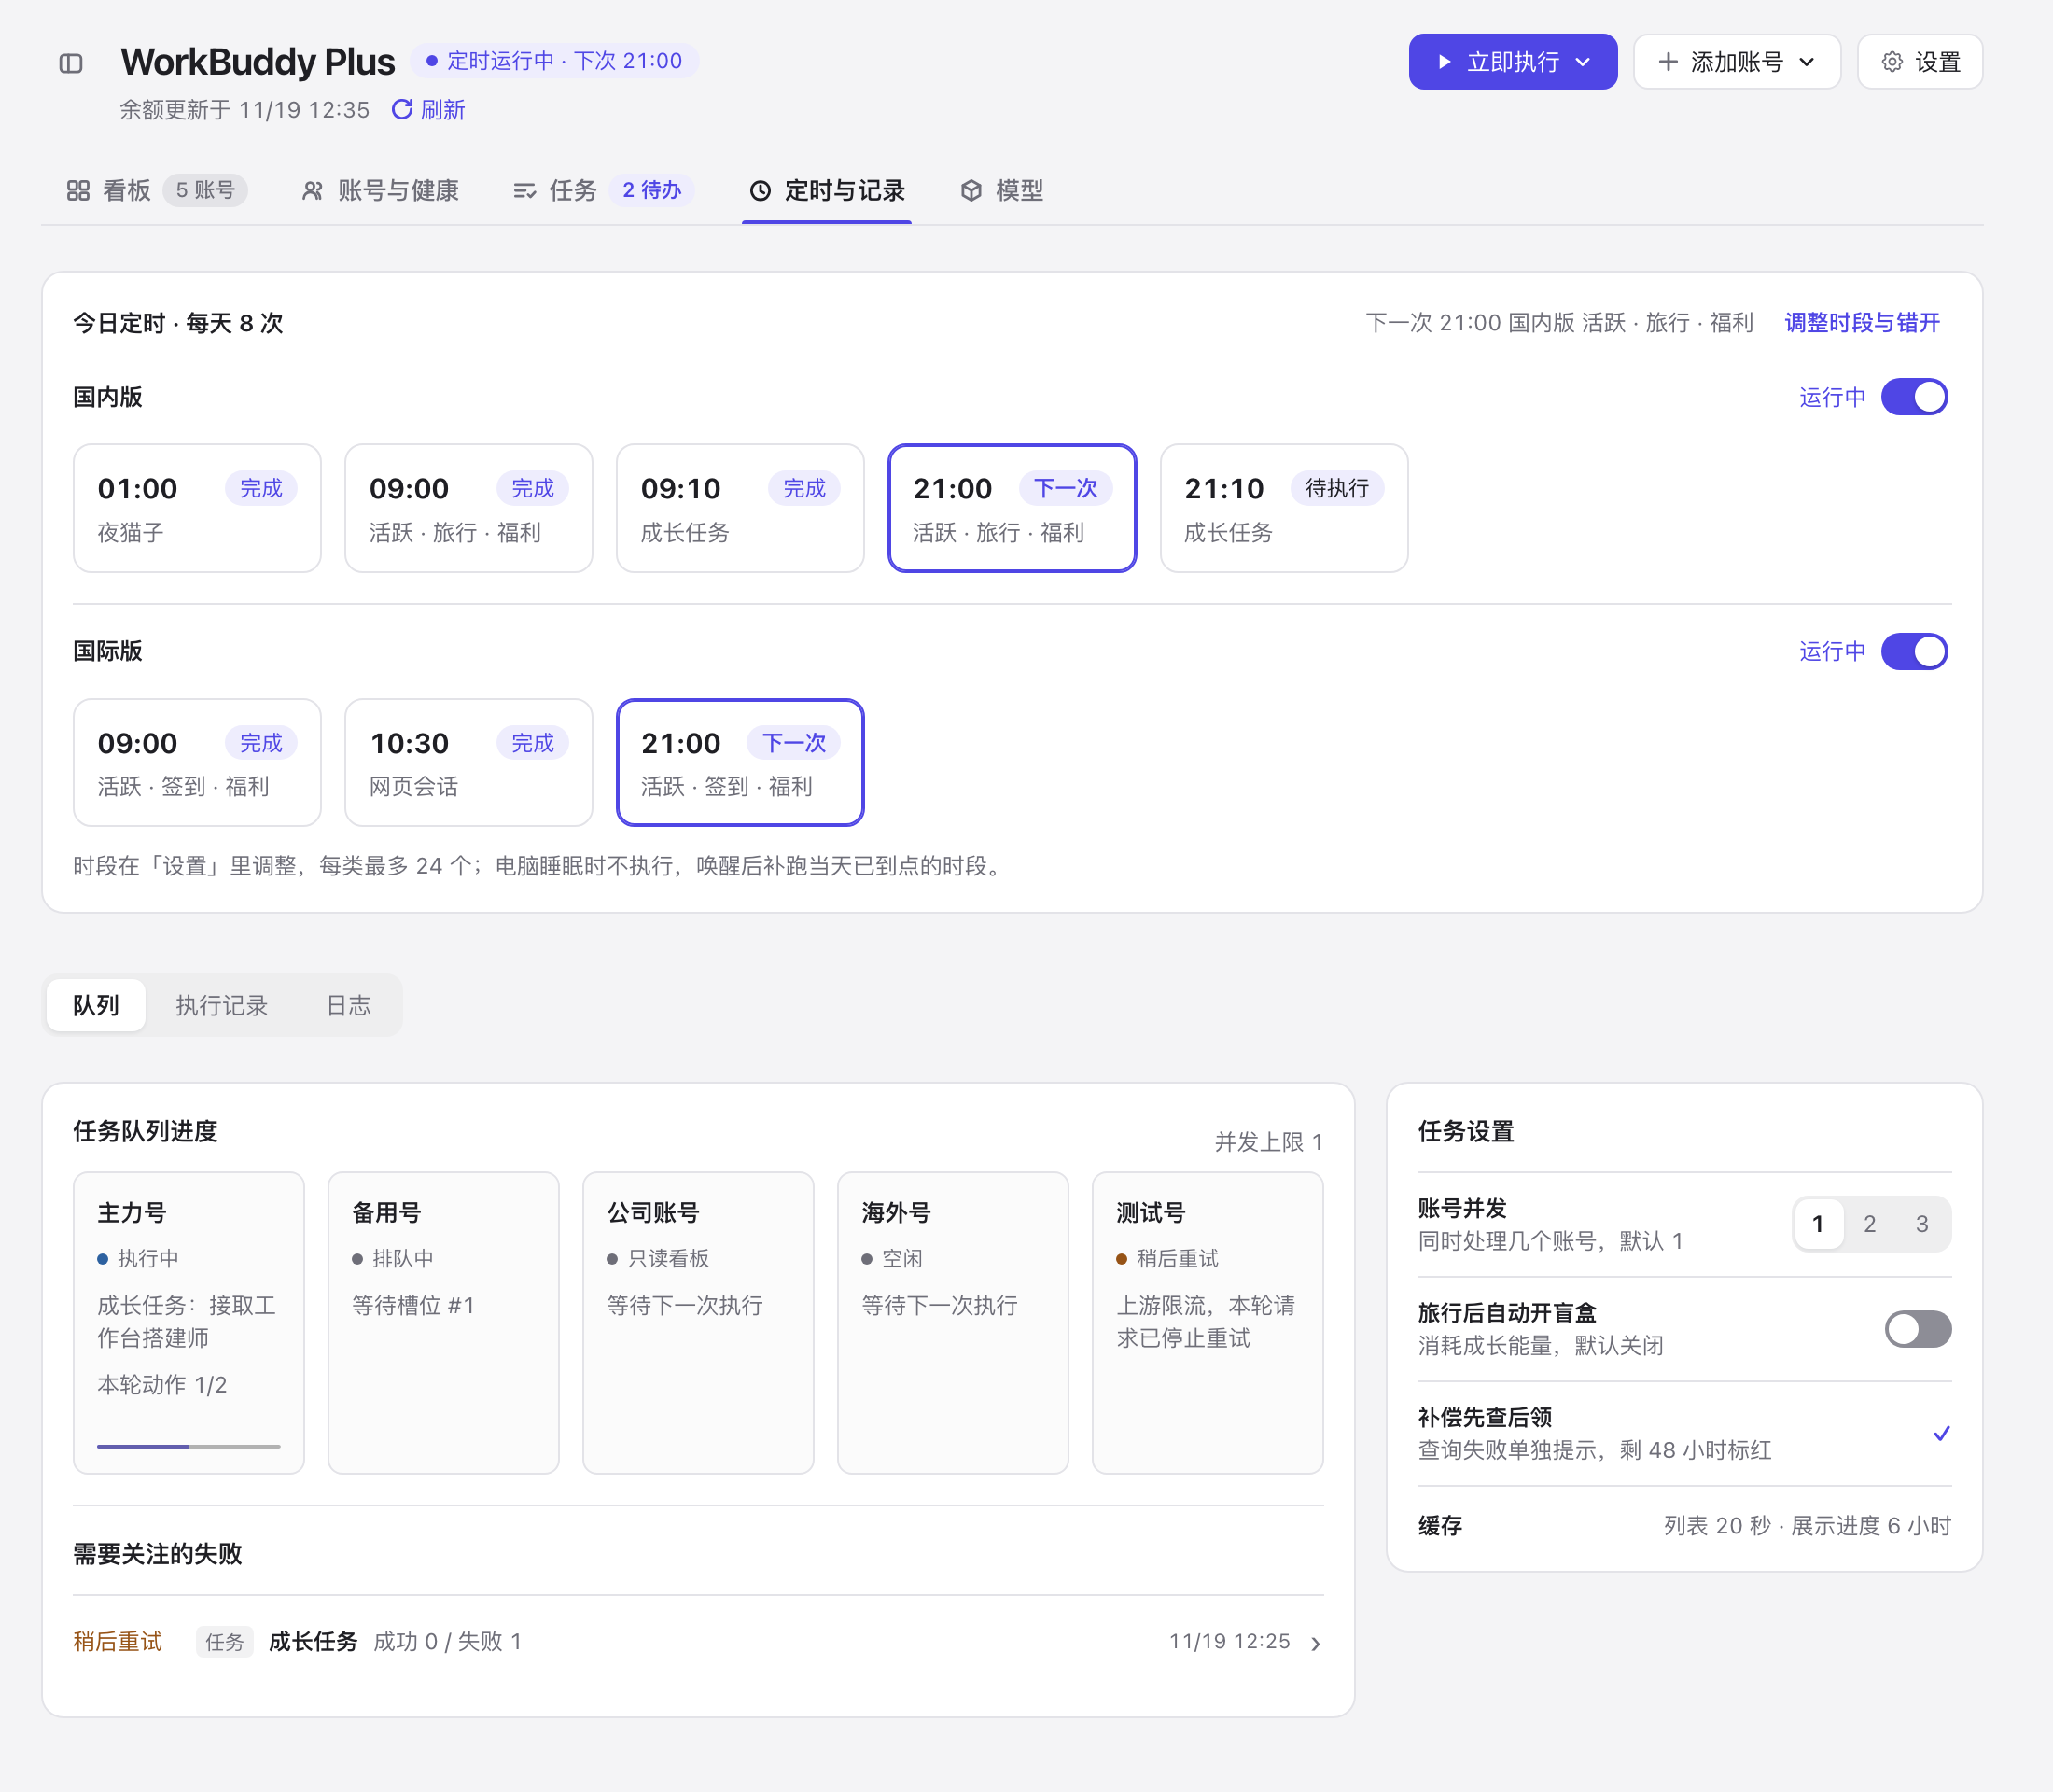 WorkBuddy Plus
定时运行中 · 下次 21:00
立即执行
添加账号
设置
余额更新于 11/19 12:35 刷新
看板 5 账号
账号与健康
任务 2 待办
定时与记录
模型
今日定时 · 每天 8 次
下一次 21:00 国内版 活跃 · 旅行 · 福利
调整时段与错开
国内版
运行中
01:00 完成
夜猫子
09:00 完成
活跃 · 旅行 · 福利
09:10 完成
成长任务
21:00 下一次
活跃 · 旅行 · 福利
21:10 待执行
成长任务
国际版
运行中
09:00 完成
活跃 · 签到 · 福利
10:30 完成
网页会话
21:00 下一次
活跃 · 签到 · 福利
时段在「设置」里调整，每类最多 24 个；电脑睡眠时不执行，唤醒后补跑当天已到点的时段。
队列
执行记录
日志
任务队列进度
并发上限 1
主力号
执行中
成长任务：接取工
作台搭建师
本轮动作 1/2
备用号
排队中
等待槽位 #1
公司账号
只读看板
等待下一次执行
海外号
空闲
等待下一次执行
测试号
稍后重试
上游限流，本轮请
求已停止重试
需要关注的失败
稍后重试 任务 成长任务 成功 0 / 失败 1 11/19 12:25
任务设置
账号并发
同时处理几个账号，默认 1
1 2 3
旅行后自动开盲盒
消耗成长能量，默认关闭
补偿先查后领
查询失败单独提示，剩 48 小时标红
缓存 列表 20 秒 · 展示进度 6 小时